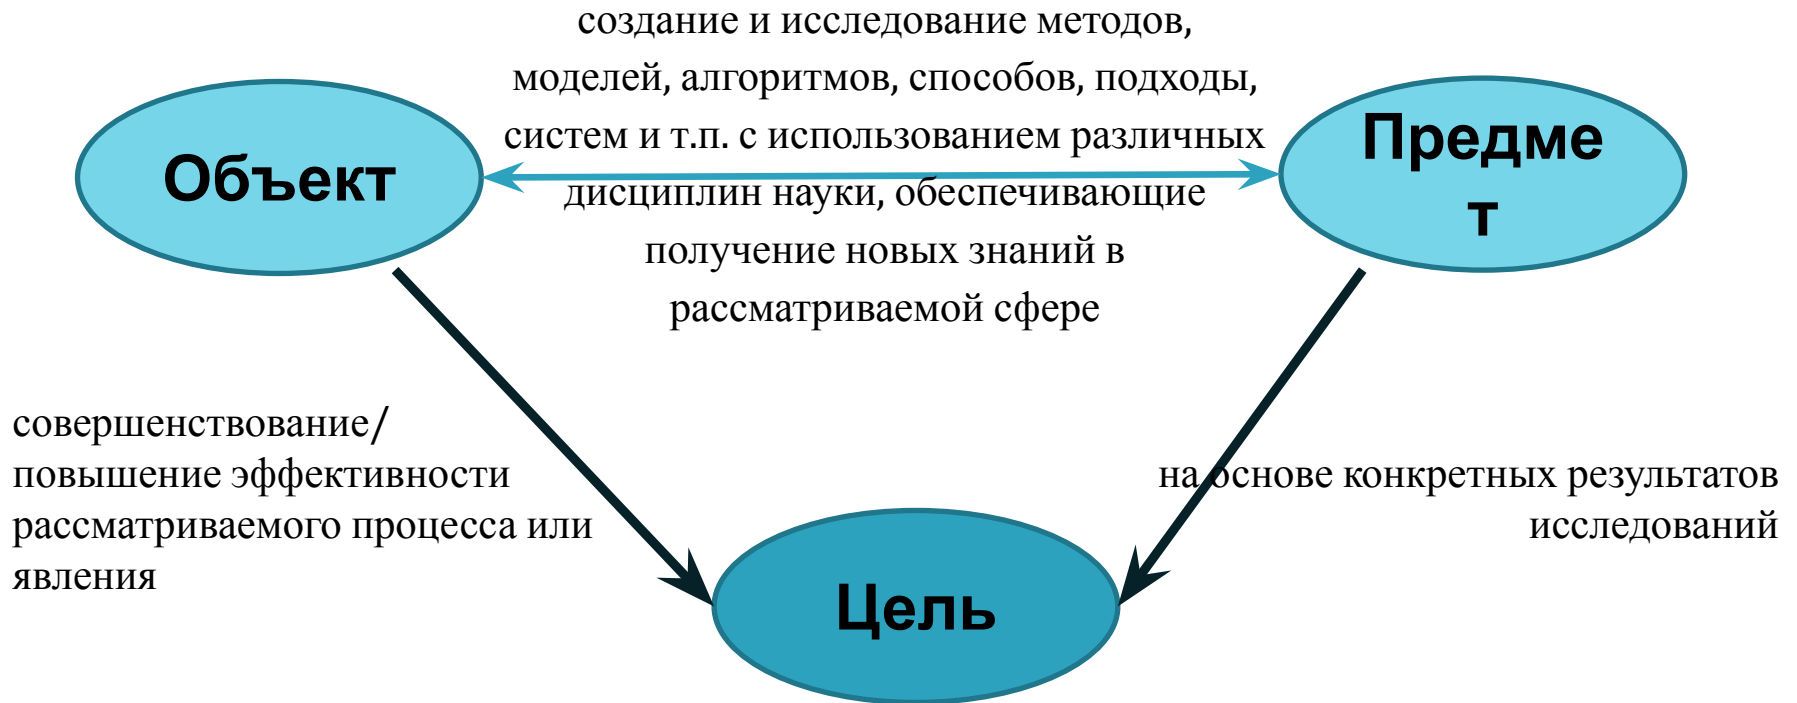 создание и исследование методов,
моделей, алгоритмов, способов, подходы,
систем и т.п. с использованием различных
дисциплин науки, обеспечивающие
получение новых знаний в
рассматриваемой сфере
Объект
Предме
т
совершенствование/
повышение эффективности
рассматриваемого процесса или
явления
на основе конкретных результатов
исследований
Цель